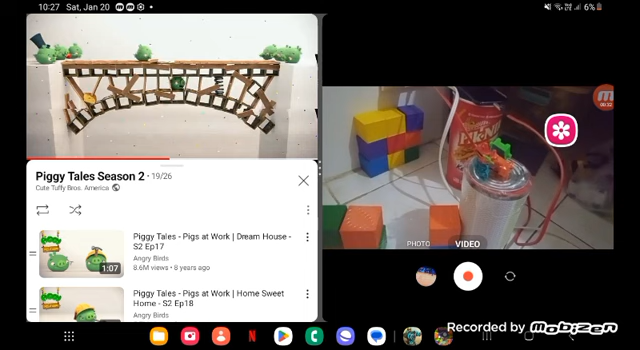 10:27 Sat, Jan 20
6%
00:32
Piggy Tales Season 2 • 19/26
Cute Tuffy Bros. America
Piggy Tales - Pigs at Work | Dream House -
S2 Ep17
Angry Birds
8.6M views • 8 years ago
1:07
Piggy Tales - Pigs at Work | Home Sweet
Home - S2 Ep18
Angry Birds
PHOTO VIDEO
Recorded by mobizen